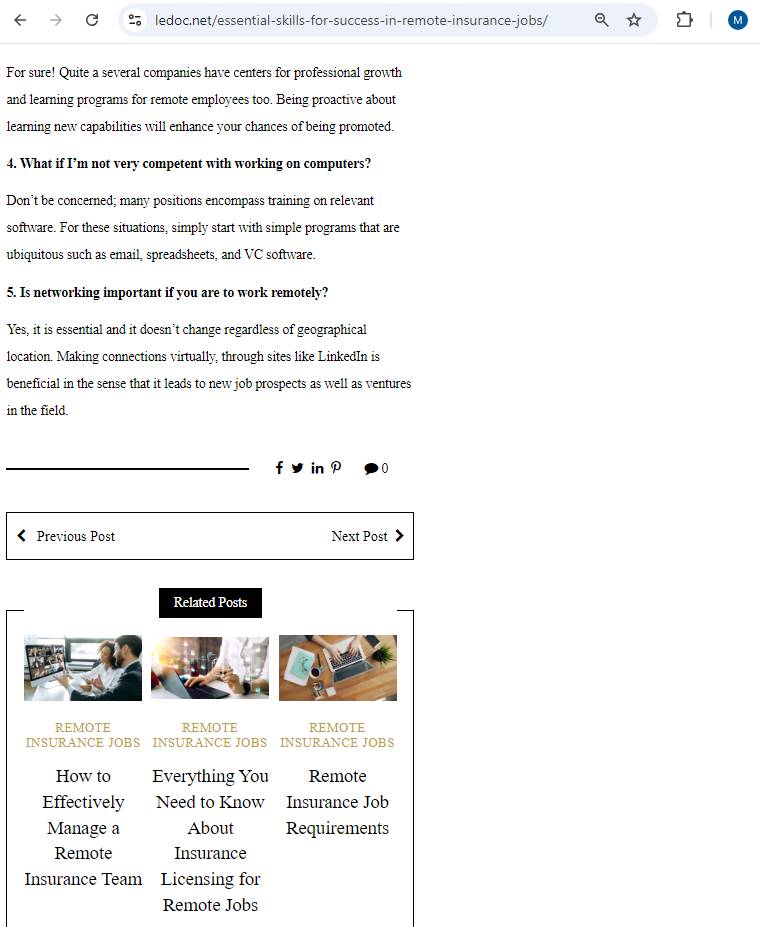 ledoc.net/essential-skills-for-success-in-remote-insurance-jobs/
M
For sure! Quite a several companies have centers for professional growth
and learning programs for remote employees too. Being proactive about
learning new capabilities will enhance your chances of being promoted.
4. What if I’m not very competent with working on computers?
Don’t be concerned; many positions encompass training on relevant
software. For these situations, simply start with simple programs that are
ubiquitous such as email, spreadsheets, and VC software.
5. Is networking important if you are to work remotely?
Yes, it is essential and it doesn’t change regardless of geographical
location. Making connections virtually, through sites like LinkedIn is
beneficial in the sense that it leads to new job prospects as well as ventures
in the field.
0
Previous Post
Next Post
Related Posts
REMOTE
INSURANCE JOBS
How to
Effectively
Manage a
Remote
Insurance Team
REMOTE
INSURANCE JOBS
Everything You
Need to Know
About
Insurance
Licensing for
Remote Jobs
REMOTE
INSURANCE JOBS
Remote
Insurance Job
Requirements